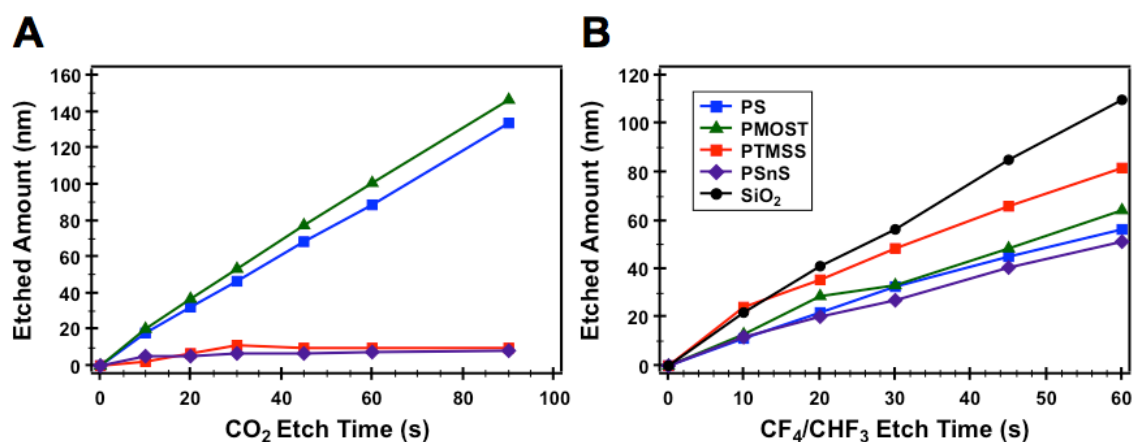 A
Etched Amount (nm)
160
140
120
100
80
60
40
20
0
0 20 40 60 80 100
CO₂ Etch Time (s)
B
Etched Amount (nm)
120
100
80
60
40
20
0
PS
PMOST
PTMSS
PSnS
SiO₂
0 10 20 30 40 50 60
CF₄/CHF₃ Etch Time (s)